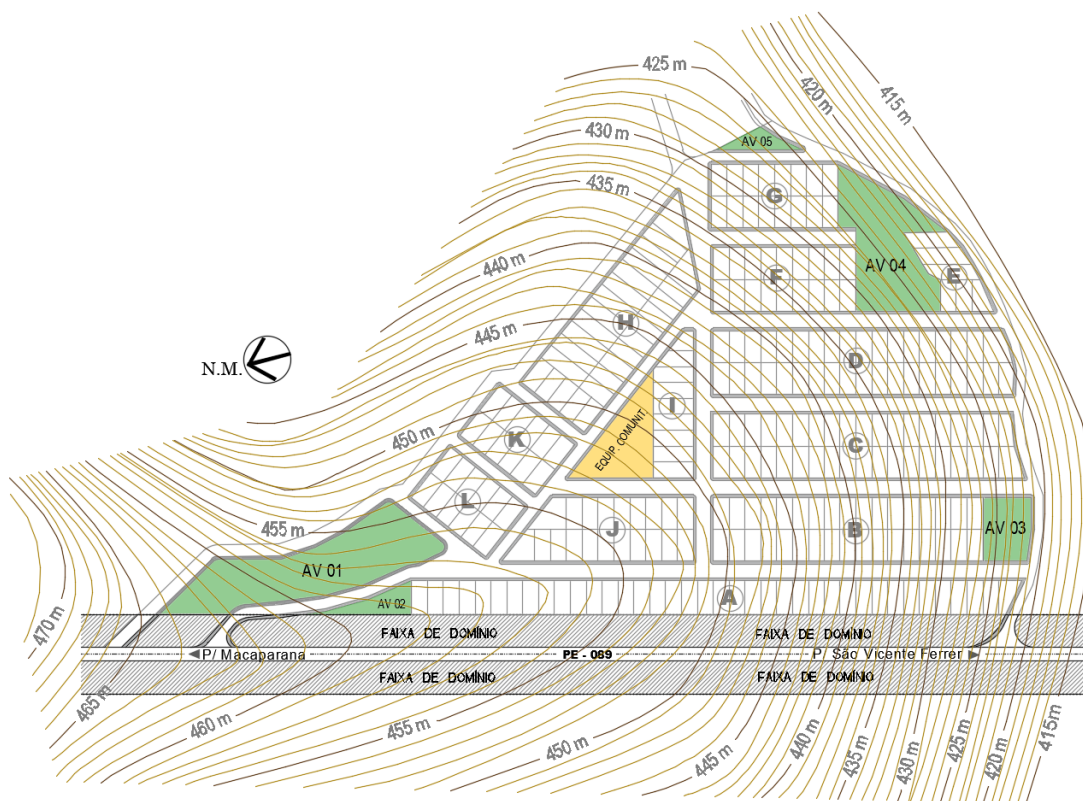 425 m
420 m
415 m
430 m
AV 05
435 m
G
440 m
F
AV 04
E
445 m
H
D
N.M.
I
450 m
EQUIP. COMUNIT.
K
C
L
455 m
J
B
AV 03
AV 01
A
AV 02
470 m
FAIXA DE DOMÍNIO
FAIXA DE DOMÍNIO
P/ Macaparana
PE - 089
P/ São Vicente Ferrer
FAIXA DE DOMÍNIO
FAIXA DE DOMÍNIO
465 m
460 m
455 m
450 m
445 m
440 m
435 m
430 m
425 m
420 m
415m